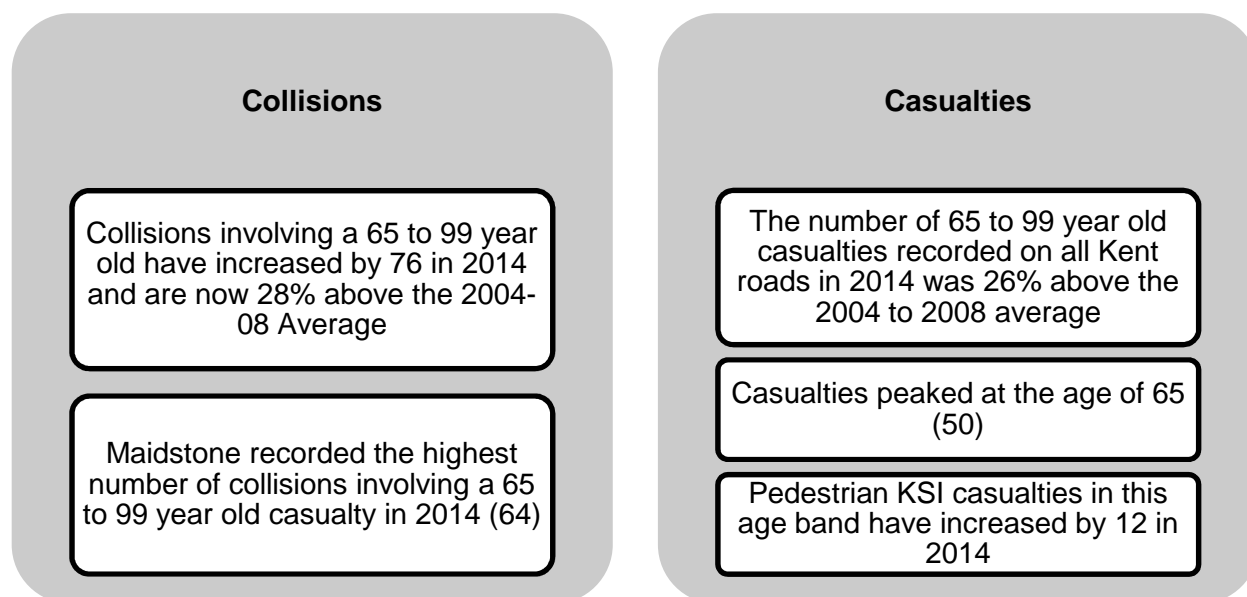 Collisions
Collisions involving a 65 to 99 year
old have increased by 76 in 2014
and are now 28% above the 2004-
08 Average
Maidstone recorded the highest
number of collisions involving a 65
to 99 year old casualty in 2014 (64)
Casualties
The number of 65 to 99 year old
casualties recorded on all Kent
roads in 2014 was 26% above the
2004 to 2008 average
Casualties peaked at the age of 65
(50)
Pedestrian KSI casualties in this
age band have increased by 12 in
2014